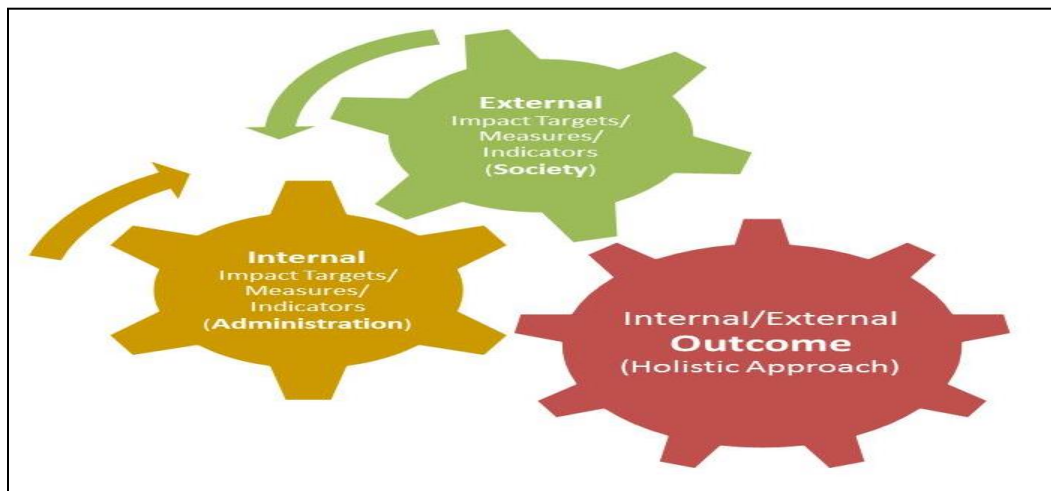 External
Impact Targets/
Measures/
Indicators
(Society)
Internal
Impact Targets/
Measures/
Indicators
(Administration)
Internal/External
Outcome
(Holistic Approach)